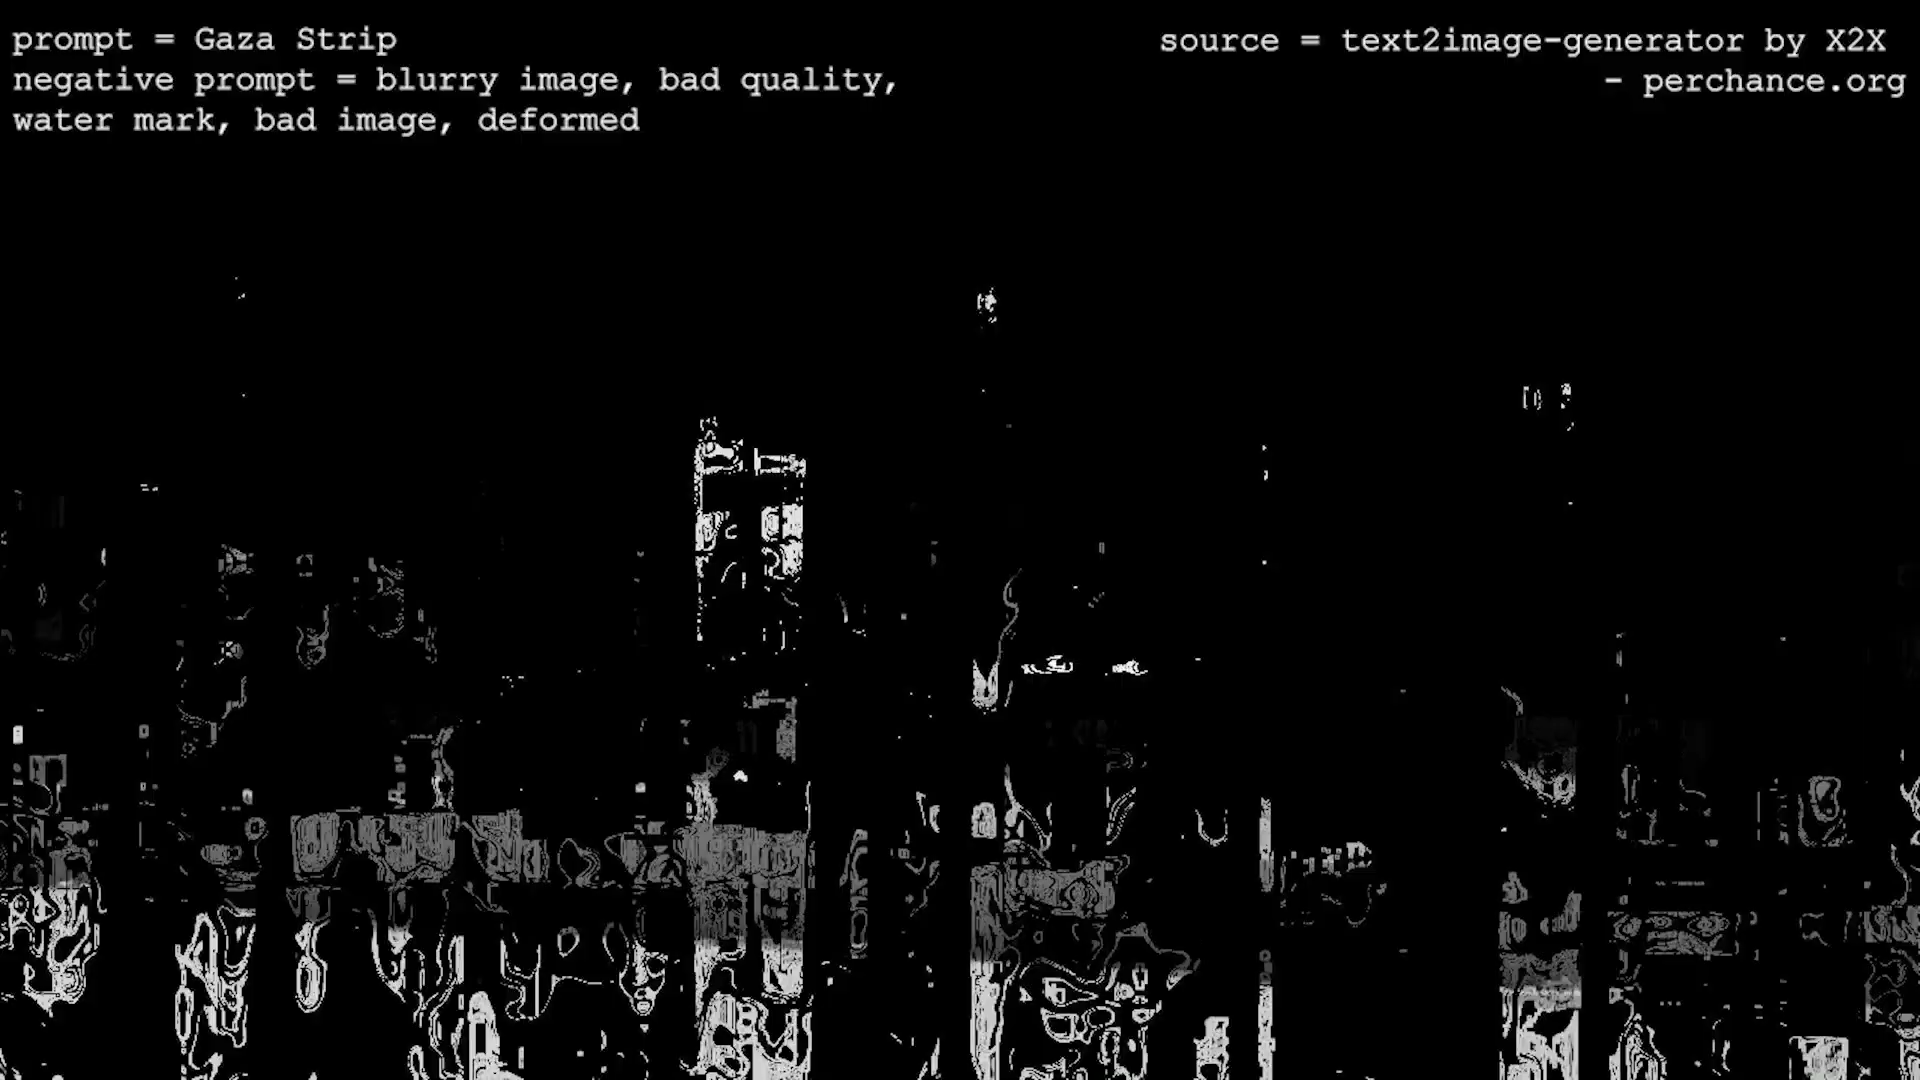 prompt = Gaza Strip
negative prompt = blurry image, bad quality,
water mark, bad image, deformed
source = text2image-generator by X2X
- perchance.org